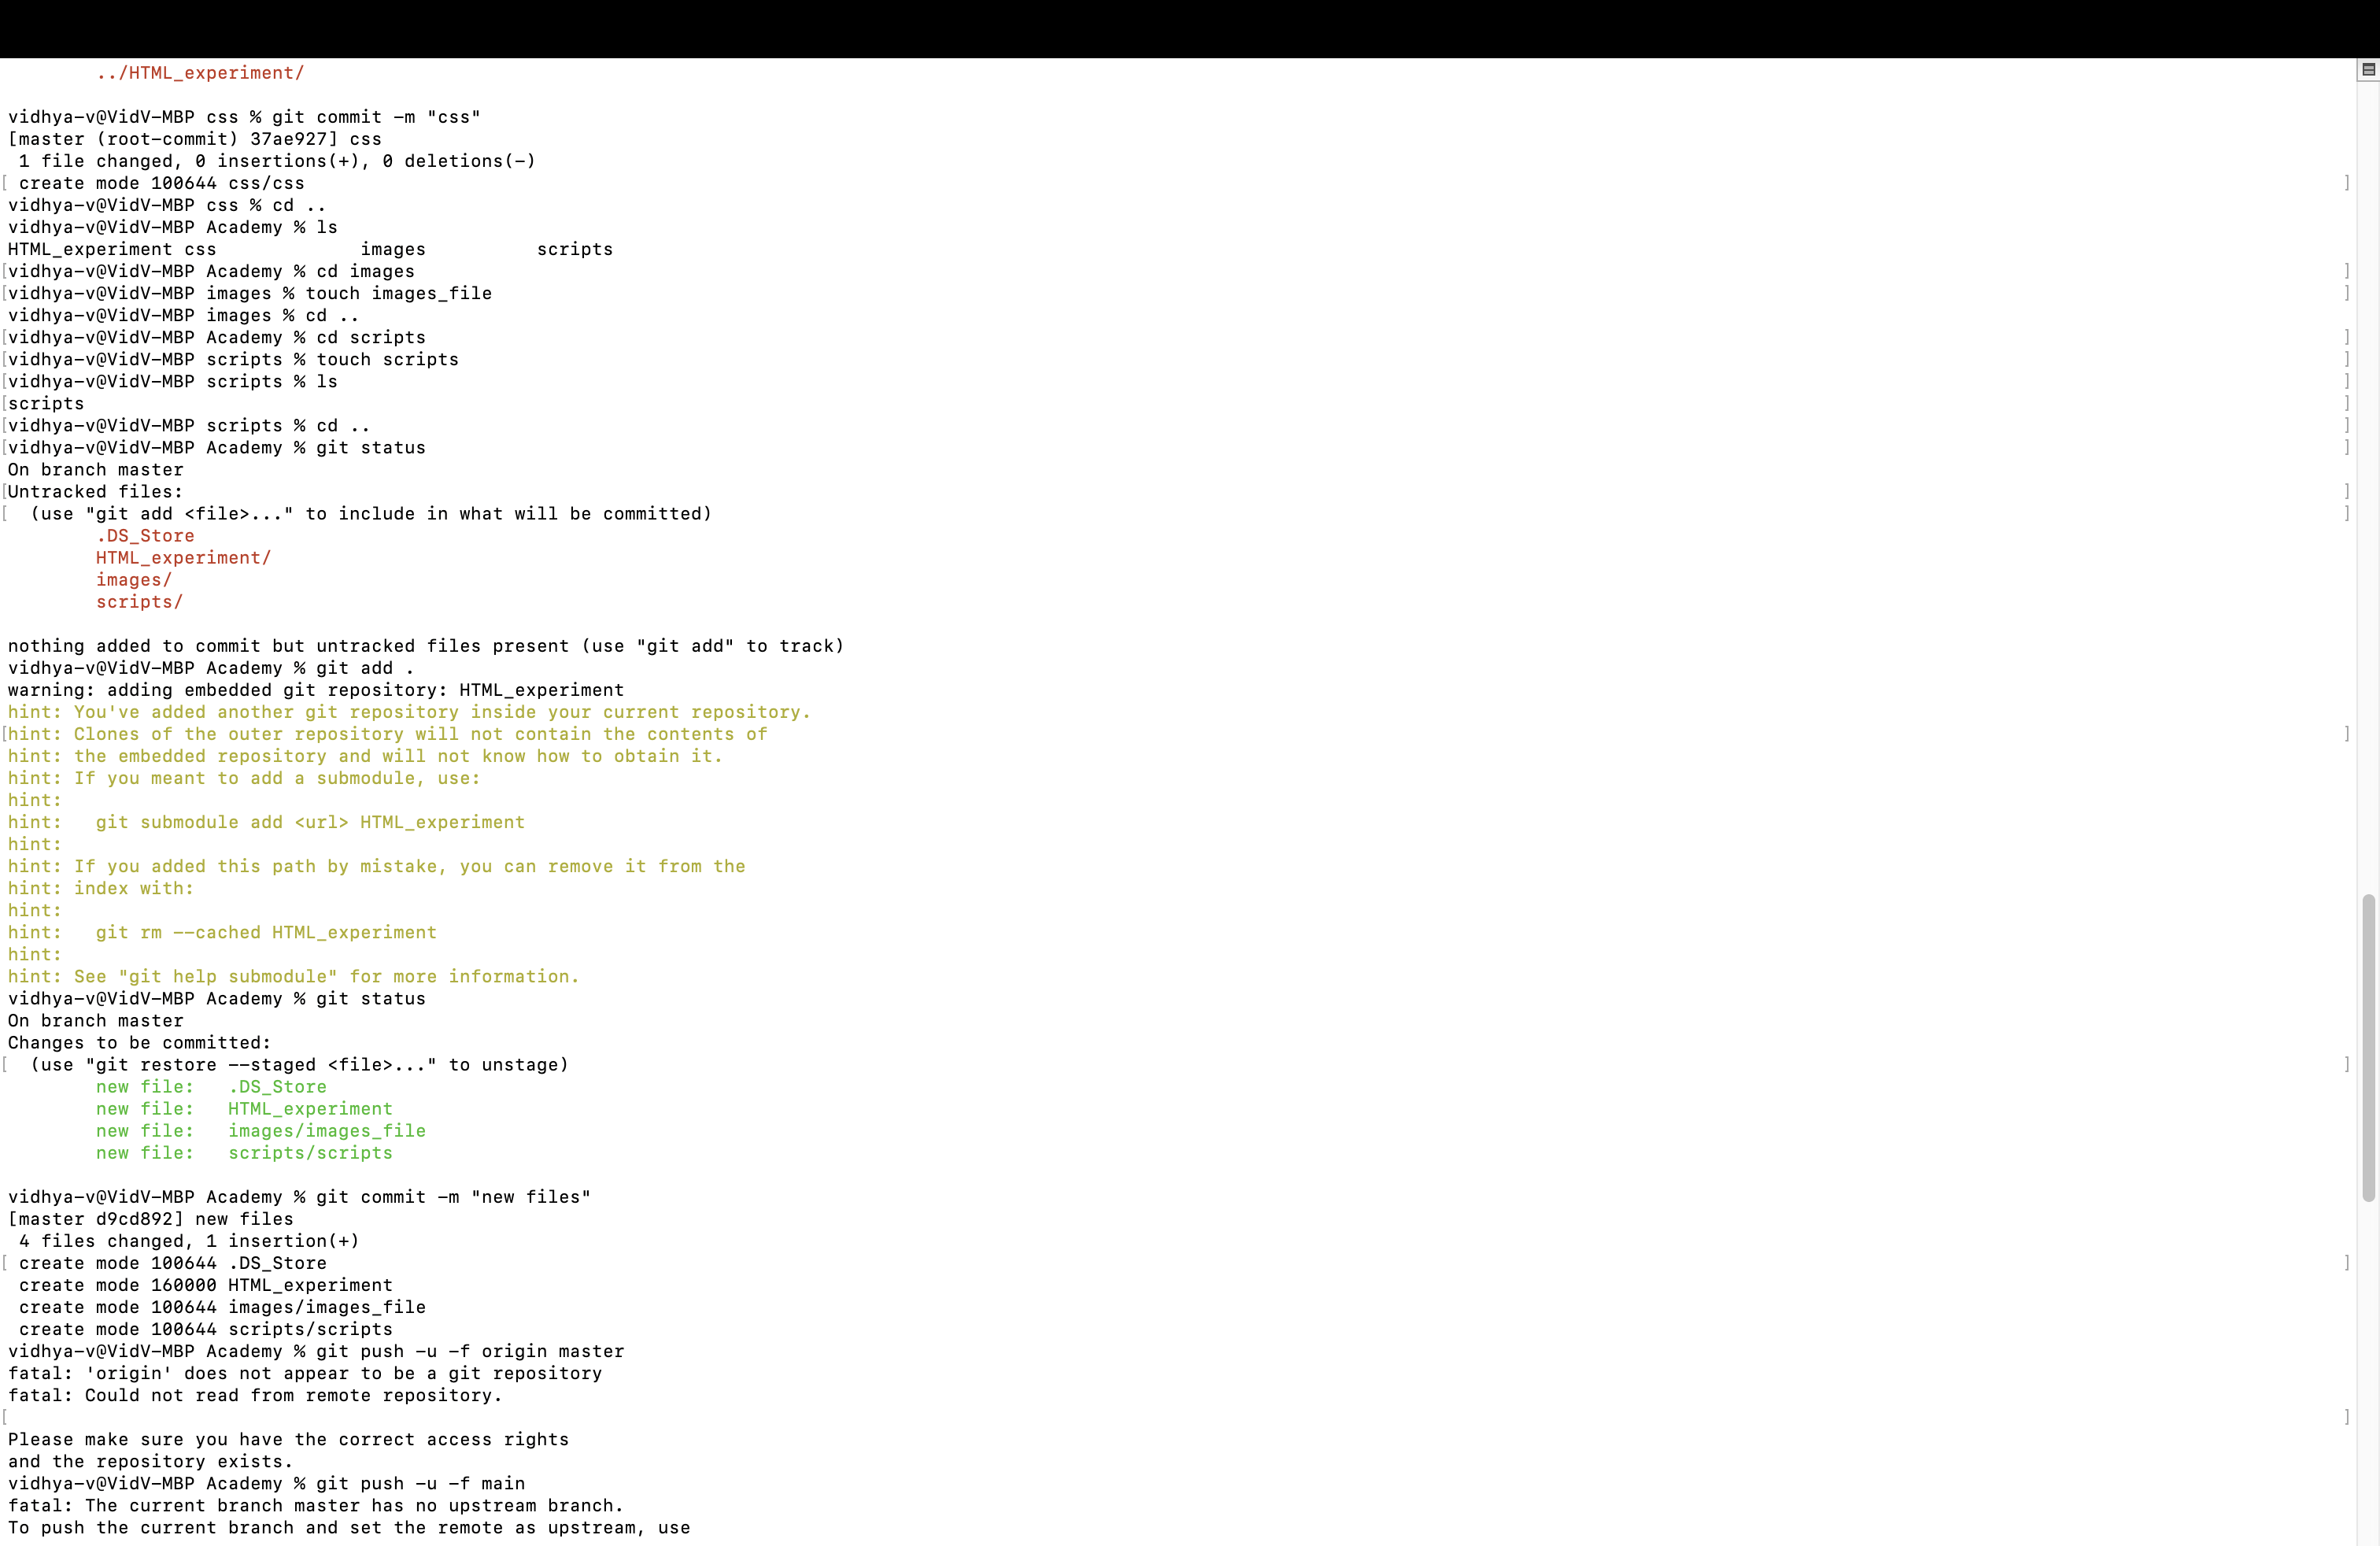 ../HTML_experiment/
vidhya-v@VidV-MBP css % git commit -m "css"
[master (root-commit) 37ae927] css
1 file changed, 0 insertions(+), 0 deletions(-)
[ create mode 100644 css/css ]
vidhya-v@VidV-MBP css % cd ..
vidhya-v@VidV-MBP Academy % ls
HTML_experiment css images scripts
[vidhya-v@VidV-MBP Academy % cd images ]
[vidhya-v@VidV-MBP images % touch images_file ]
vidhya-v@VidV-MBP images % cd ..
[vidhya-v@VidV-MBP Academy % cd scripts ]
[vidhya-v@VidV-MBP scripts % touch scripts ]
[vidhya-v@VidV-MBP scripts % ls ]
[scripts ]
[vidhya-v@VidV-MBP scripts % cd .. ]
[vidhya-v@VidV-MBP Academy % git status ]
On branch master
[Untracked files: ]
[ (use "git add <file>..." to include in what will be committed) ]
.DS_Store
HTML_experiment/
images/
scripts/
nothing added to commit but untracked files present (use "git add" to track)
vidhya-v@VidV-MBP Academy % git add .
warning: adding embedded git repository: HTML_experiment
hint: You've added another git repository inside your current repository.
[hint: Clones of the outer repository will not contain the contents of ]
hint: the embedded repository and will not know how to obtain it.
hint: If you meant to add a submodule, use:
hint:
hint: git submodule add <url> HTML_experiment
hint:
hint: If you added this path by mistake, you can remove it from the
hint: index with:
hint:
hint: git rm --cached HTML_experiment
hint:
hint: See "git help submodule" for more information.
vidhya-v@VidV-MBP Academy % git status
On branch master
Changes to be committed:
[ (use "git restore --staged <file>..." to unstage) ]
new file: .DS_Store
new file: HTML_experiment
new file: images/images_file
new file: scripts/scripts
vidhya-v@VidV-MBP Academy % git commit -m "new files"
[master d9cd892] new files
4 files changed, 1 insertion(+)
[ create mode 100644 .DS_Store ]
create mode 160000 HTML_experiment
create mode 100644 images/images_file
create mode 100644 scripts/scripts
vidhya-v@VidV-MBP Academy % git push -u -f origin master
fatal: 'origin' does not appear to be a git repository
fatal: Could not read from remote repository.
[ ]
Please make sure you have the correct access rights
and the repository exists.
vidhya-v@VidV-MBP Academy % git push -u -f main
fatal: The current branch master has no upstream branch.
To push the current branch and set the remote as upstream, use